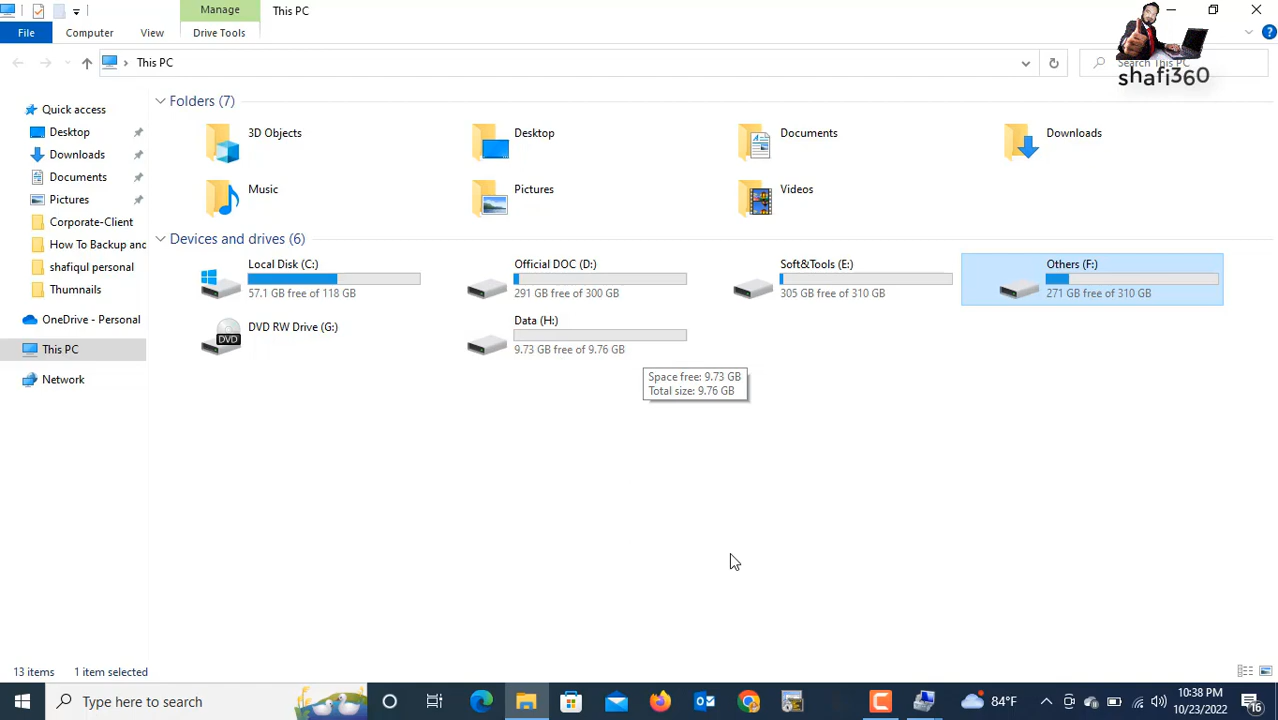 Manage
This PC
File
Computer
View
Drive Tools
This PC
Search This PC
shafi360
Quick access
Desktop
Downloads
Documents
Pictures
Corporate-Client
How To Backup and
shafiqul personal
Thumnails
OneDrive - Personal
This PC
Network
Folders (7)
3D Objects
Desktop
Documents
Downloads
Music
Pictures
Videos
Devices and drives (6)
Local Disk (C:)
57.1 GB free of 118 GB
Official DOC (D:)
291 GB free of 300 GB
Soft&Tools (E:)
305 GB free of 310 GB
Others (F:)
271 GB free of 310 GB
DVD
DVD RW Drive (G:)
Data (H:)
9.73 GB free of 9.76 GB
Space free: 9.73 GB
Total size: 9.76 GB
13 items
1 item selected
Type here to search
84°F
10:38 PM
10/23/2022
16